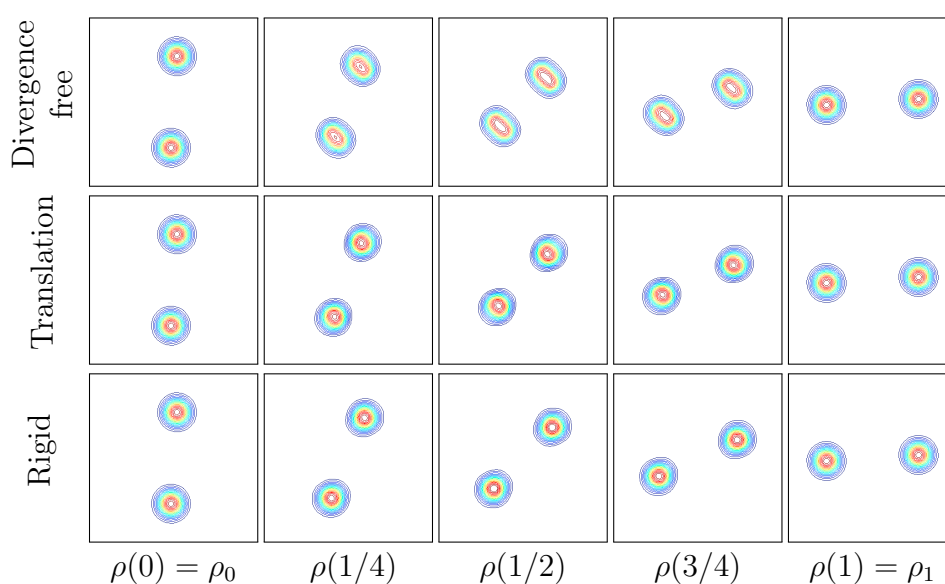 Divergence
free
Translation
Rigid
ρ(0) = ρ₀
ρ(1/4)
ρ(1/2)
ρ(3/4)
ρ(1) = ρ₁